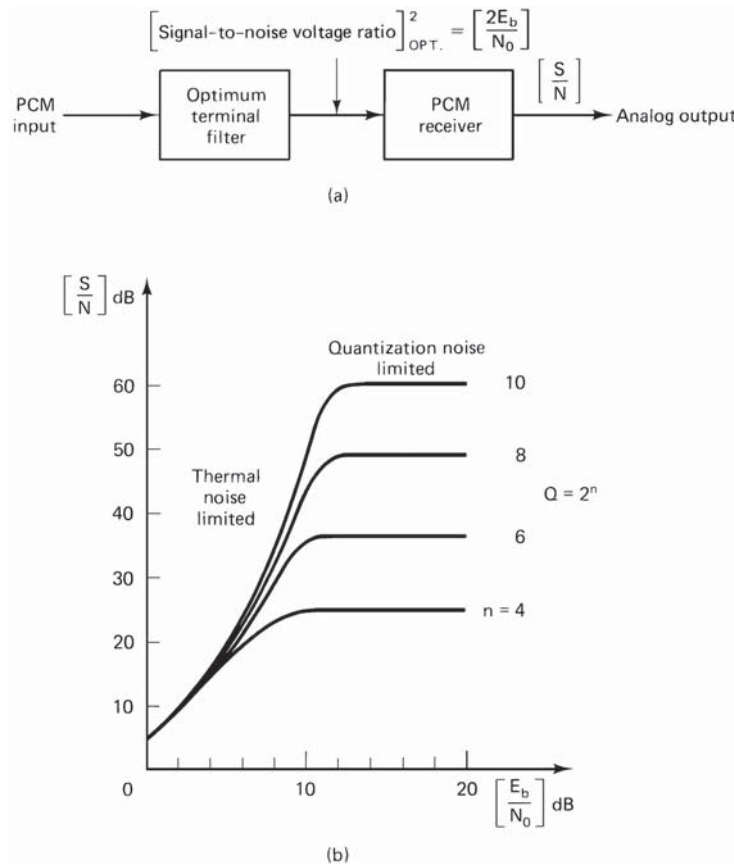 [Signal-to-noise voltage ratio]²OPT. = [2Eb/N0]
[S/N]
PCM input
Optimum terminal filter
PCM receiver
Analog output
(a)
[S/N] dB
Quantization noise limited
60
10
50
8
Thermal noise limited
Q = 2ⁿ
40
6
30
n = 4
20
10
0
10
20
[Eb/N0] dB
(b)